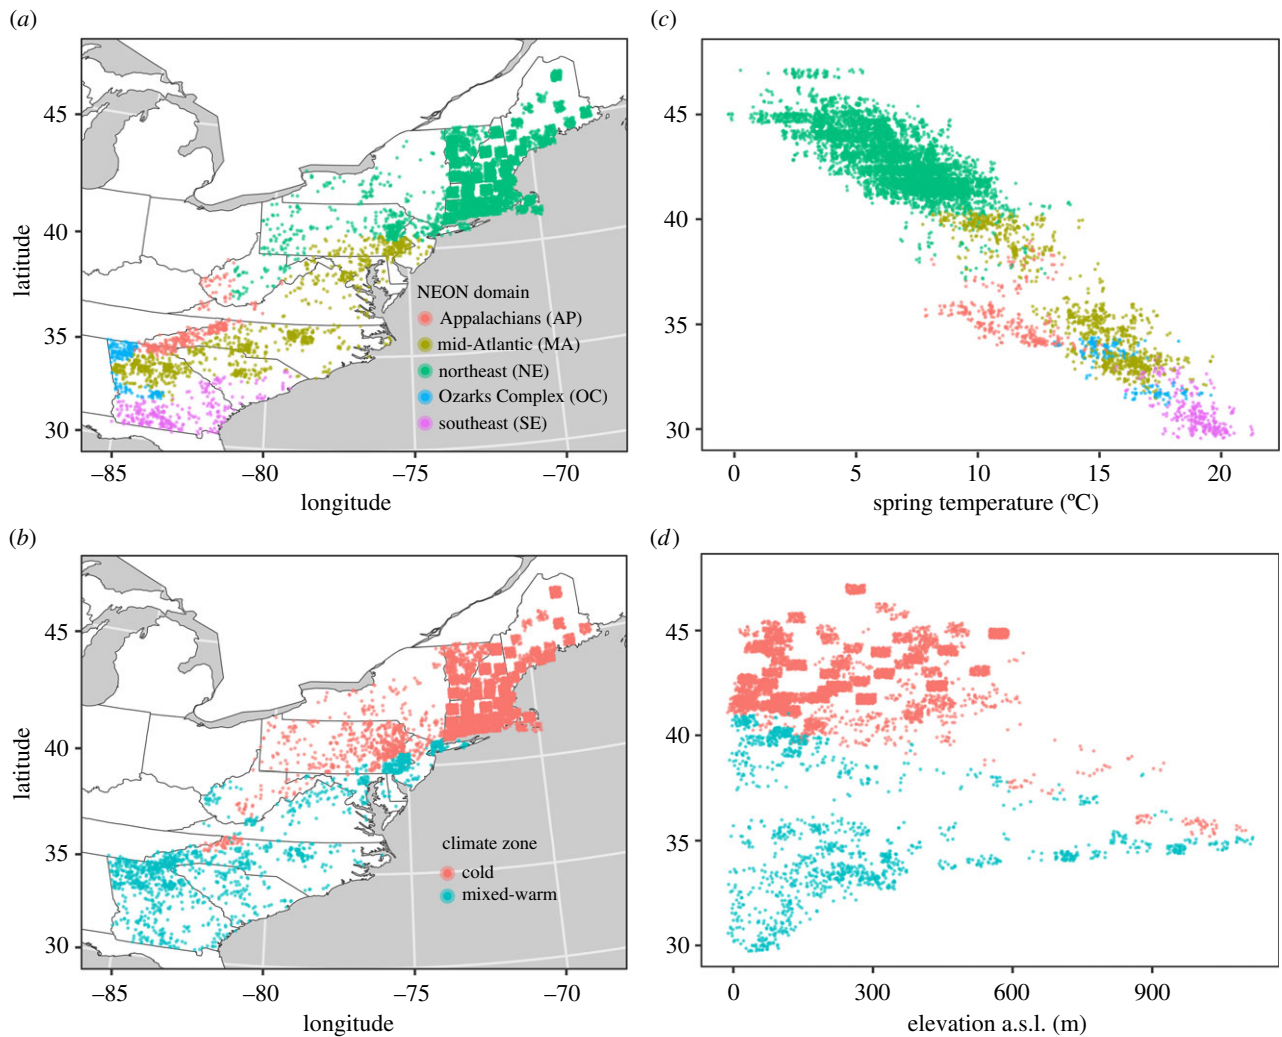 (a)
45
40
35
30
latitude
−85
−80
−75
−70
longitude
NEON domain
Appalachians (AP)
mid-Atlantic (MA)
northeast (NE)
Ozarks Complex (OC)
southeast (SE)
(c)
45
40
35
30
0
5
10
15
20
spring temperature (ºC)
(b)
45
40
35
30
latitude
−85
−80
−75
−70
longitude
climate zone
cold
mixed-warm
(d)
45
40
35
30
0
300
600
900
elevation a.s.l. (m)